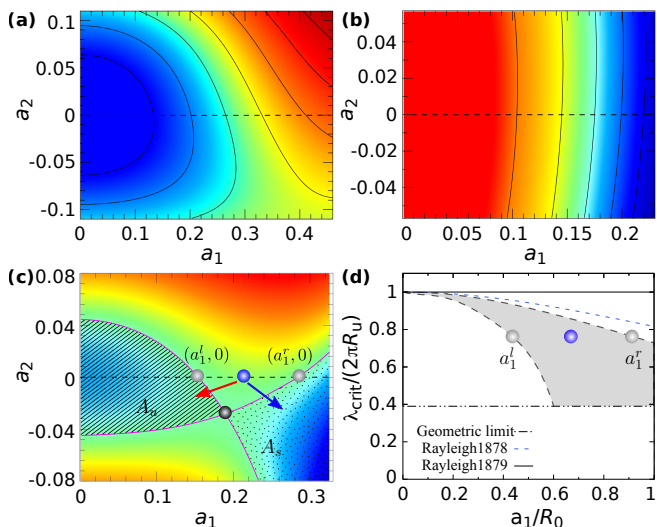 (a)
a₂
0.1
0.05
0
-0.05
-0.1
0 0.1 0.2 0.3 0.4
a₁
(b)
a₂
0.04
0.02
0
-0.02
-0.04
0 0.05 0.1 0.15 0.2
a₁
(c)
a₂
0.08
0.04
0
-0.04
-0.08
(a₁ˡ, 0) (a₁ʳ, 0)
Aᵤ
Aₛ
0 0.1 0.2 0.3
a₁
(d)
λcrit/(2πRu)
1
0.8
0.6
0.4
0.2
0
a₁ˡ a₁ʳ
Geometric limit
Rayleigh1878
Rayleigh1879
0 0.2 0.4 0.6 0.8 1
a₁/R₀